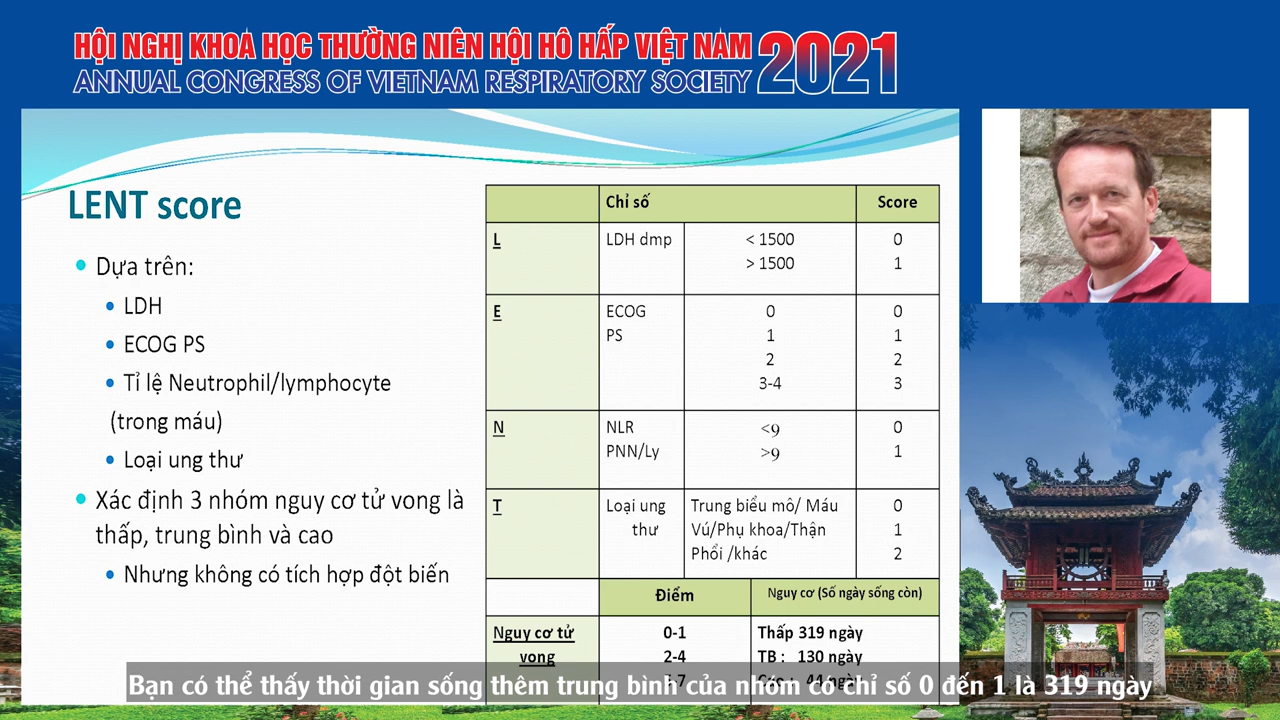 HỘI NGHỊ KHOA HỌC THƯỜNG NIÊN HỘI HÔ HẤP VIỆT NAM 2021
ANNUAL CONGRESS OF VIETNAM RESPIRATORY SOCIETY
LENT score
• Dựa trên:
• LDH
• ECOG PS
• Tỉ lệ Neutrophil/lymphocyte
(trong máu)
• Loại ung thư
• Xác định 3 nhóm nguy cơ tử vong là
thấp, trung bình và cao
• Nhưng không có tích hợp đột biến
Chỉ số Score
L LDH dmp < 1500 0
> 1500 1
E ECOG 0 0
PS 1 1
2 2
3-4 3
N NLR <9 0
PNN/Ly >9 1
T Loại ung Trung biểu mô/ Máu 0
thư Vú/Phụ khoa/Thận 1
Phổi /khác 2
Điểm Nguy cơ (Số ngày sống còn)
Nguy cơ tử 0-1 Thấp 319 ngày
vong 2-4 TB : 130 ngày
7 44 ngày
Bạn có thể thấy thời gian sống thêm trung bình của nhóm có chỉ số 0 đến 1 là 319 ngày